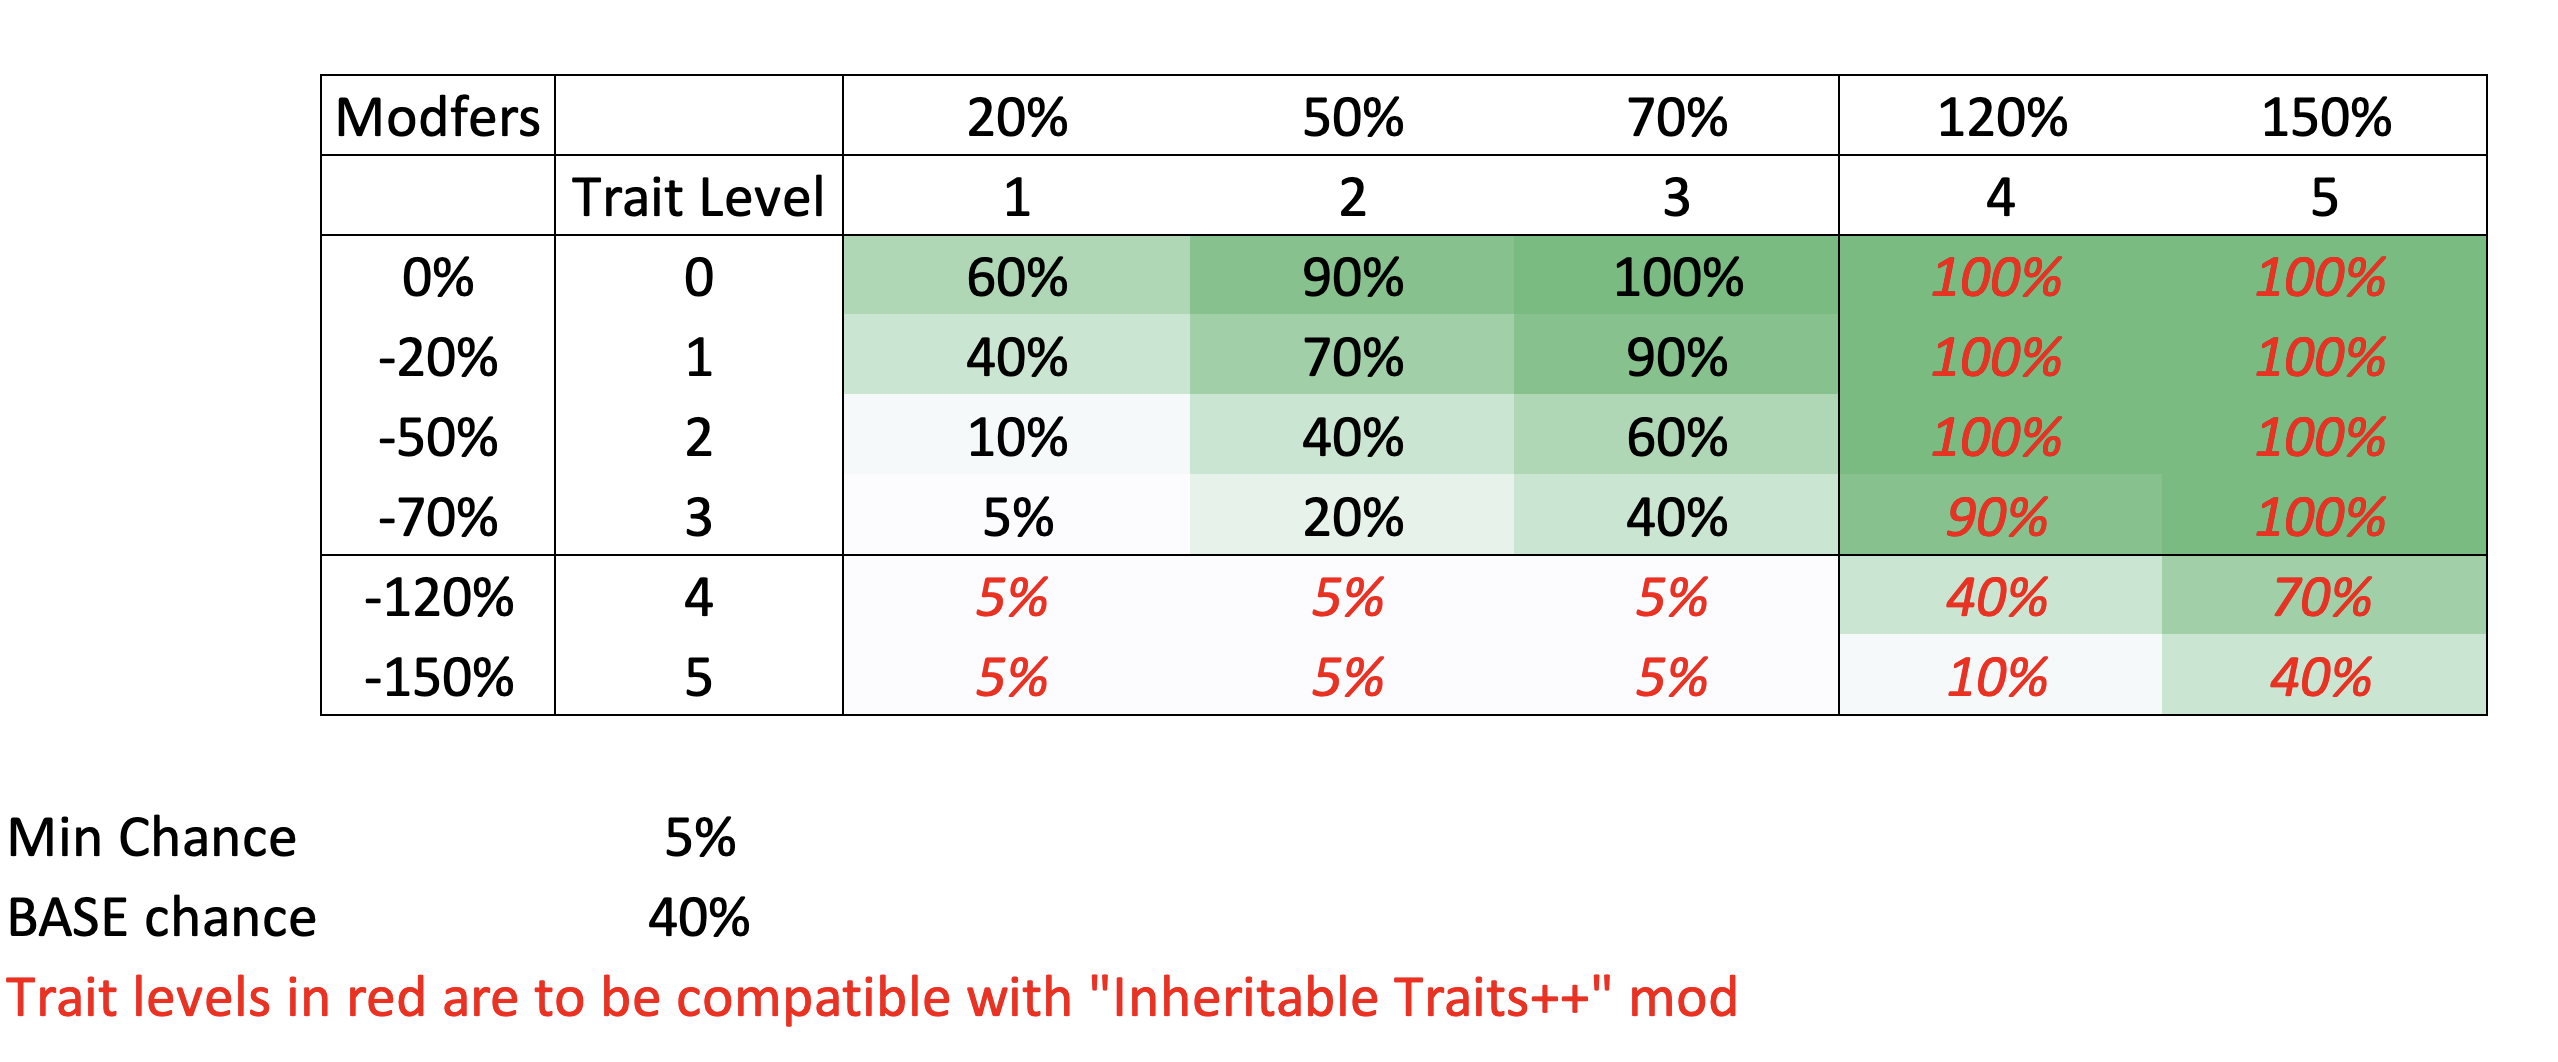 Modfers 20% 50% 70% 120% 150%
Trait Level 1 2 3 4 5
0% 0 60% 90% 100% 100% 100%
-20% 1 40% 70% 90% 100% 100%
-50% 2 10% 40% 60% 100% 100%
-70% 3 5% 20% 40% 90% 100%
-120% 4 5% 5% 5% 40% 70%
-150% 5 5% 5% 5% 10% 40%
Min Chance 5%
BASE chance 40%
Trait levels in red are to be compatible with "Inheritable Traits++" mod